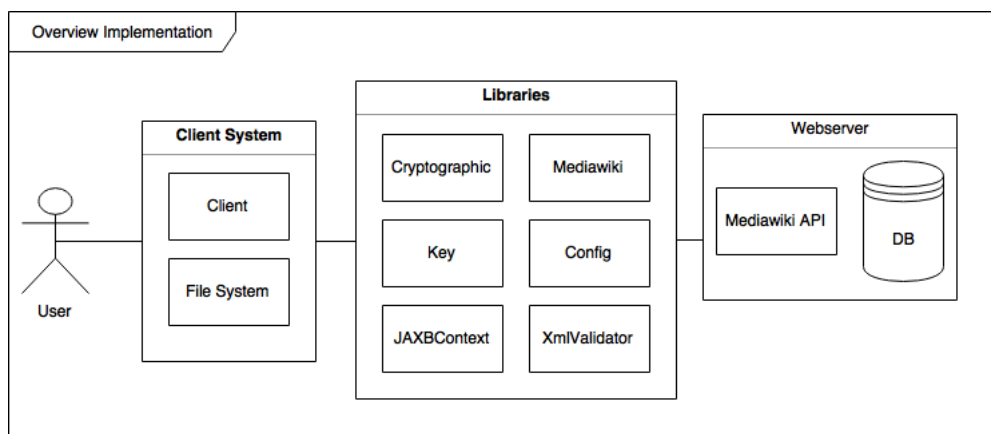 Overview Implementation
Libraries
Client System
Webserver
Cryptographic
Mediawiki
Client
Mediawiki API
DB
Key
Config
File System
User
JAXBContext
XmlValidator